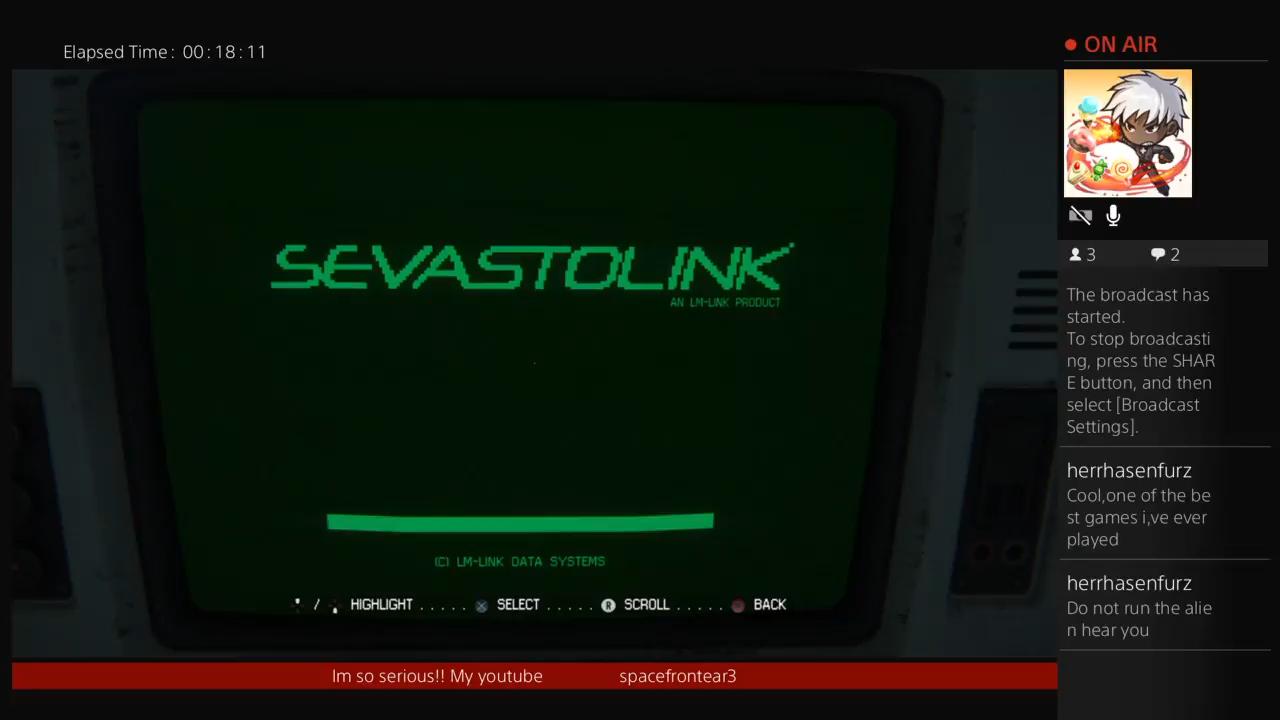 Elapsed Time: 00:18:11
ON AIR
3 2
SEVASTOLINK
AN LM-LINK PRODUCT
(C) LM-LINK DATA SYSTEMS
/ HIGHLIGHT ..... SELECT ..... R SCROLL ..... BACK
The broadcast has
started.
To stop broadcasti
ng, press the SHAR
E button, and then
select [Broadcast
Settings].
herrhasenfurz
Cool,one of the be
st games i,ve ever
played
herrhasenfurz
Do not run the alie
n hear you
Im so serious!! My youtube spacefrontear3